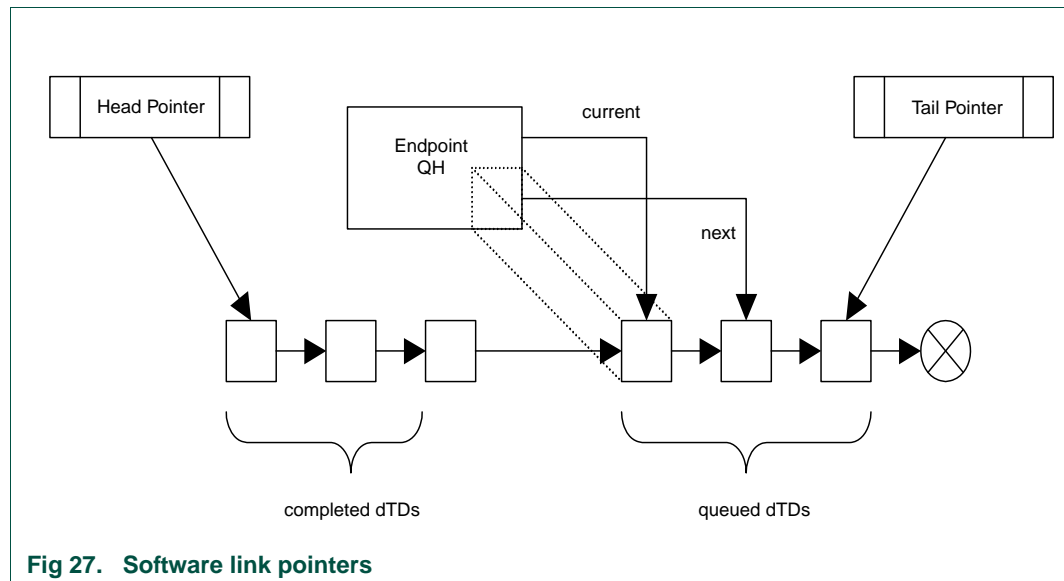 Head Pointer
Endpoint
QH
current
next
Tail Pointer
completed dTDs
queued dTDs
Fig 27. Software link pointers